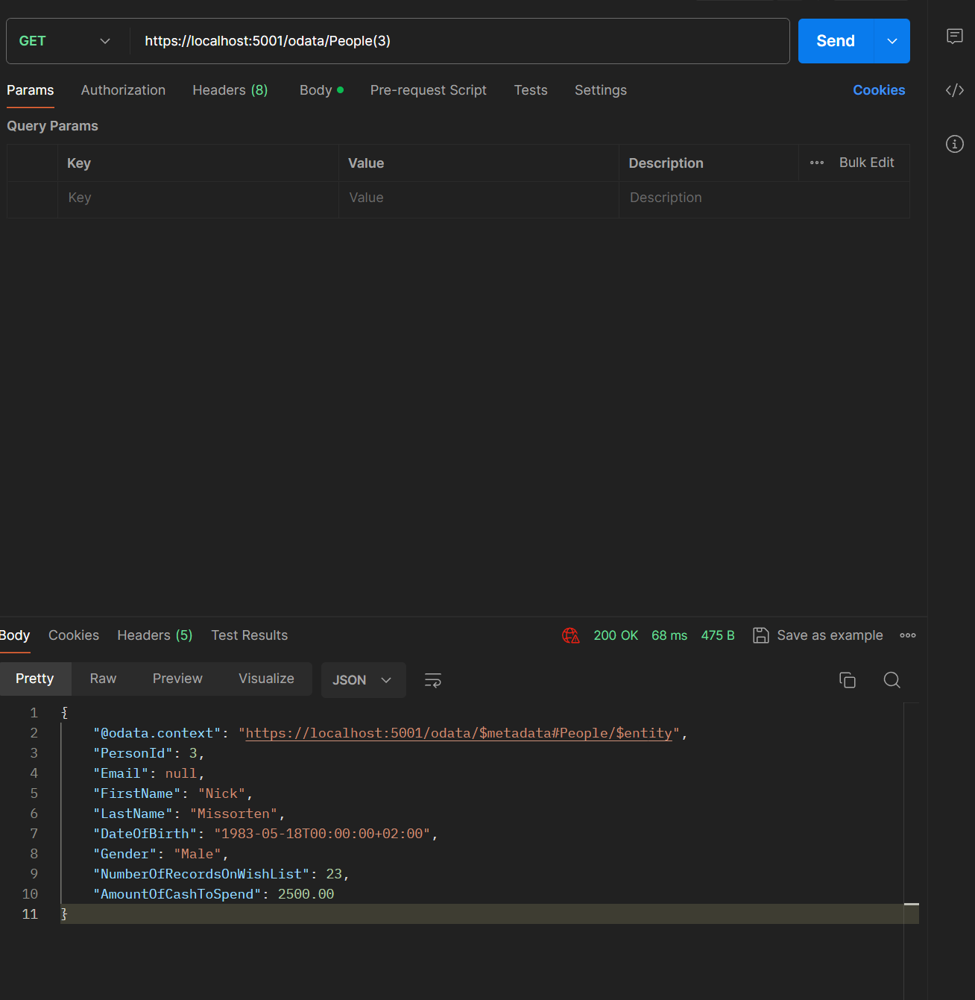 GET https://localhost:5001/odata/People(3) Send
Params Authorization Headers (8) Body Pre-request Script Tests Settings Cookies
Query Params
Key Value Description Bulk Edit
Key Value Description
Body Cookies Headers (5) Test Results 200 OK 68 ms 475 B Save as example
Pretty Raw Preview Visualize JSON
1 {
2 "@odata.context": "https://localhost:5001/odata/$metadata#People/$entity",
3 "PersonId": 3,
4 "Email": null,
5 "FirstName": "Nick",
6 "LastName": "Missorten",
7 "DateOfBirth": "1983-05-18T00:00:00+02:00",
8 "Gender": "Male",
9 "NumberOfRecordsOnWishList": 23,
10 "AmountOfCashToSpend": 2500.00
11 }